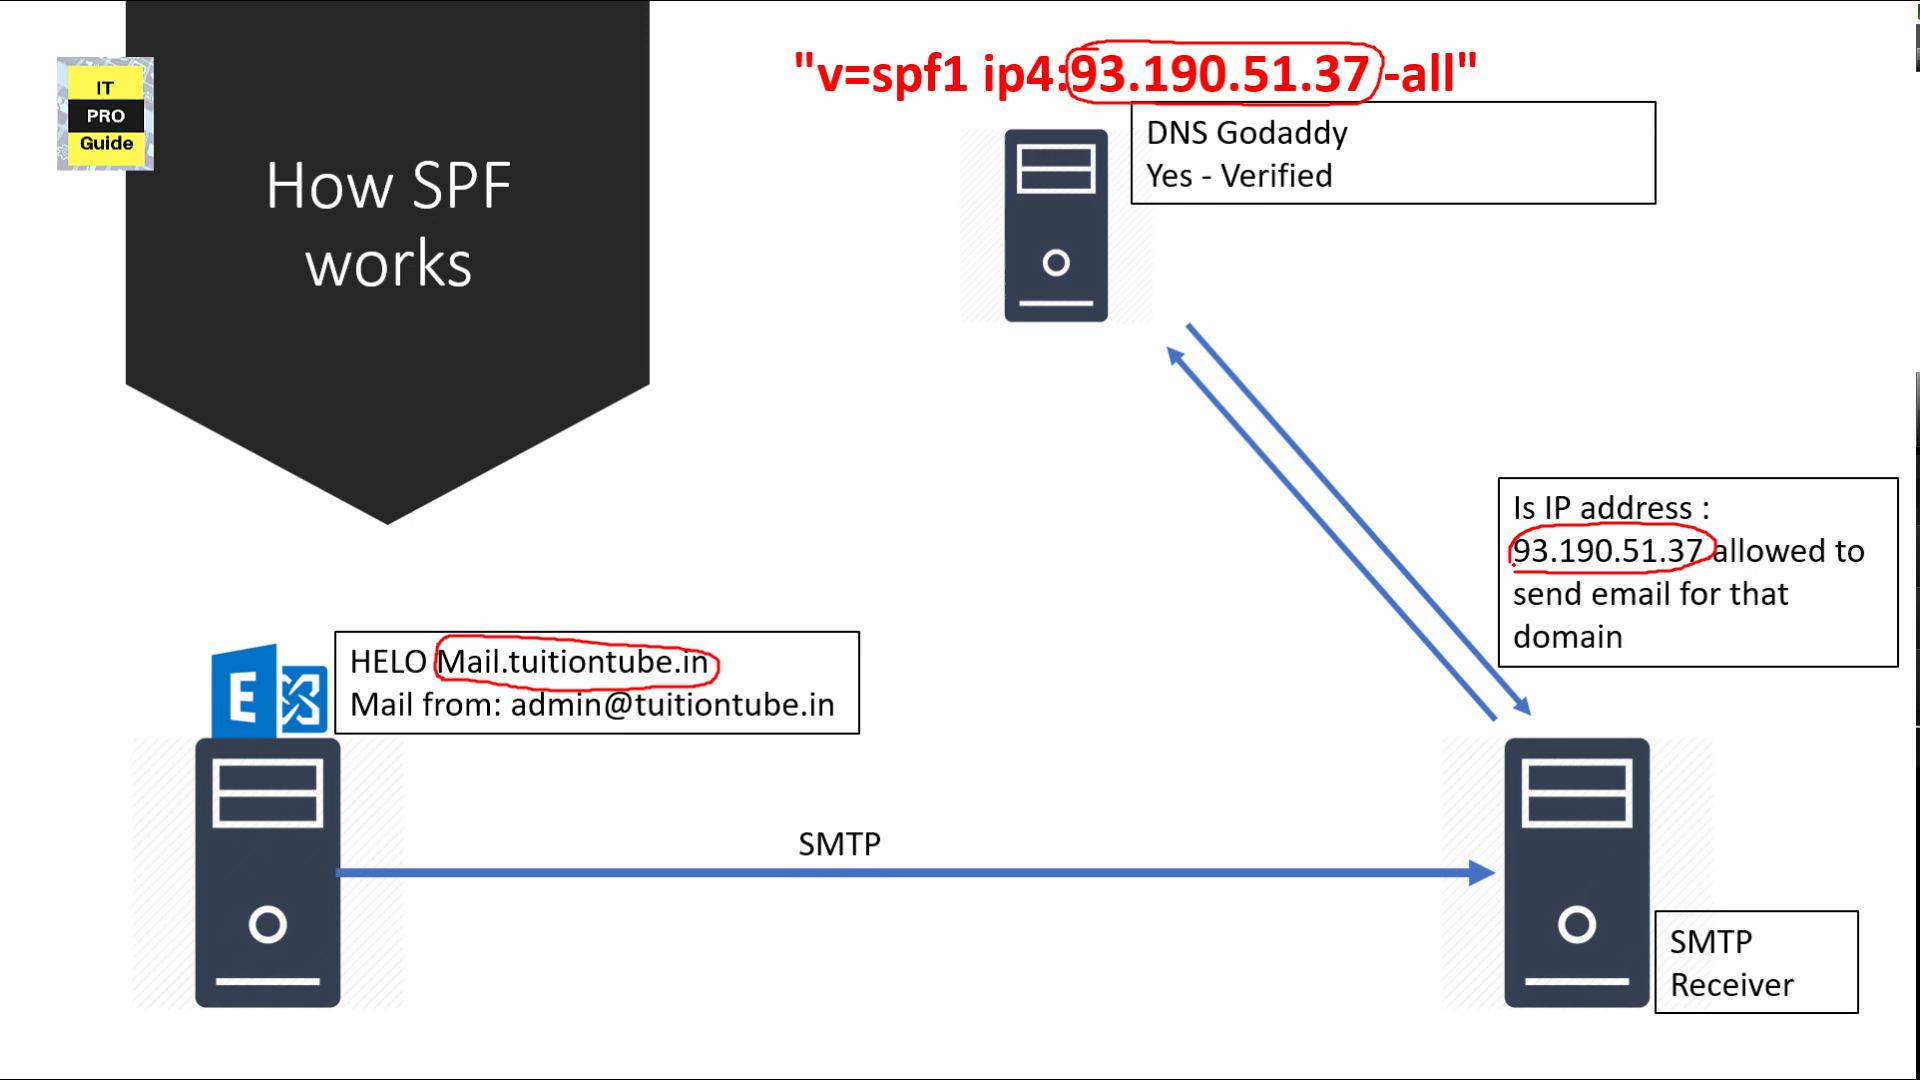 IT
PRO
Guide
How SPF
works
"v=spf1 ip4:93.190.51.37 -all"
DNS Godaddy
Yes - Verified
Is IP address :
93.190.51.37 allowed to
send email for that
domain
HELO Mail.tuitiontube.in
Mail from: admin@tuitiontube.in
E
SMTP
SMTP
Receiver